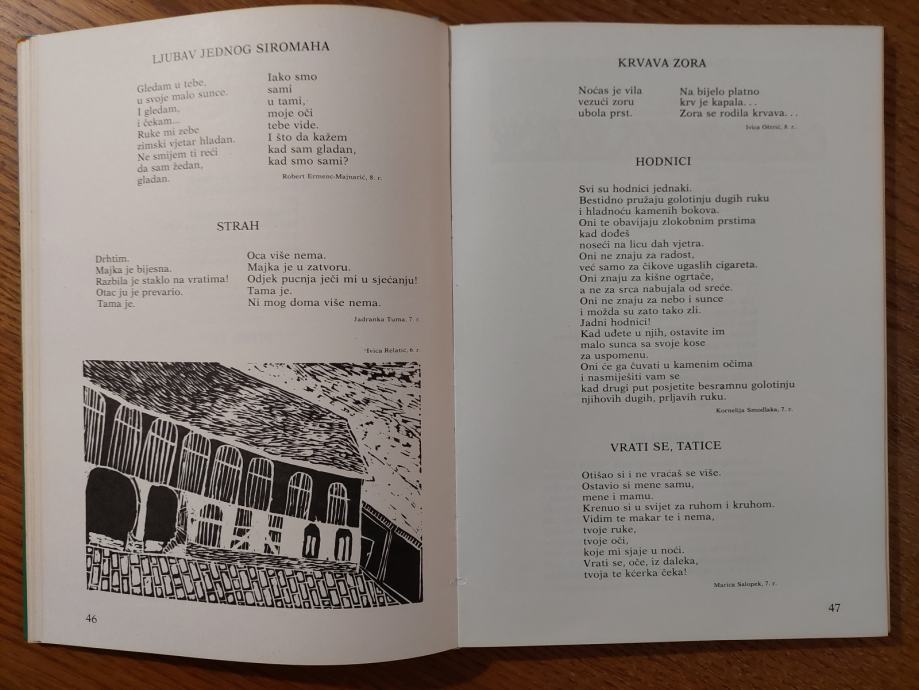 LJUBAV JEDNOG SIROMAHA
Gledam u tebe,
u svoje malo sunce.
I gledam,
i čekam...
Ruke mi zebe
zimski vjetar hladan.
Ne smijem ti reći
da sam žedan,
gladan.
Iako smo
sami
u tami,
moje oči
tebe vide.
I što da kažem
kad sam gladan,
kad smo sami?
Robert Ermenc-Majnarić, 8. r.
STRAH
Drhtim.
Majka je bijesna.
Razbila je staklo na vratima!
Otac ju je prevario.
Tama je.
Oca više nema.
Majka je u zatvoru.
Odjek pucnja ječi mi u sjećanju!
Tama je.
Ni mog doma više nema.
Jadranka Tuma, 7. r.
Ivica Relatić, 6. r.
46
KRVAVA ZORA
Noćas je vila
vezući zoru
ubola prst.
Na bijelo platno
krv je kapala...
Zora se rodila krvava...
Ivica Oštrić, 8. r.
HODNICI
Svi su hodnici jednaki.
Bestidno pružaju golotinju dugih ruku
i hladnoću kamenih bokova.
Oni te obavijaju zlokobnim prstima
kad dođeš
noseći na licu dah vjetra.
Oni ne znaju za radost,
već samo za čikove ugaslih cigareta.
Oni znaju za kišne ogrtače,
a ne za srca nabujala od sreće.
Oni ne znaju za nebo i sunce
i možda su zato tako zli.
Jadni hodnici!
Kad uđete u njih, ostavite im
malo sunca sa svoje kose
za uspomenu.
Oni će ga čuvati u kamenim očima
i nasmiješiti vam se
kad drugi put posjetite besramnu golotinju
njihovih dugih, prljavih ruku.
Kornelija Smodlaka, 7. r.
VRATI SE, TATICE
Otišao si i ne vraćaš se više.
Ostavio si mene samu,
mene i mamu.
Krenuo si u svijet za ruhom i kruhom.
Vidim te makar te i nema,
tvoje ruke,
tvoje oči,
koje mi sjaje u noći.
Vrati se, oče, iz daleka,
tvoja te kćerka čeka!
Marica Salopek, 7. r.
47